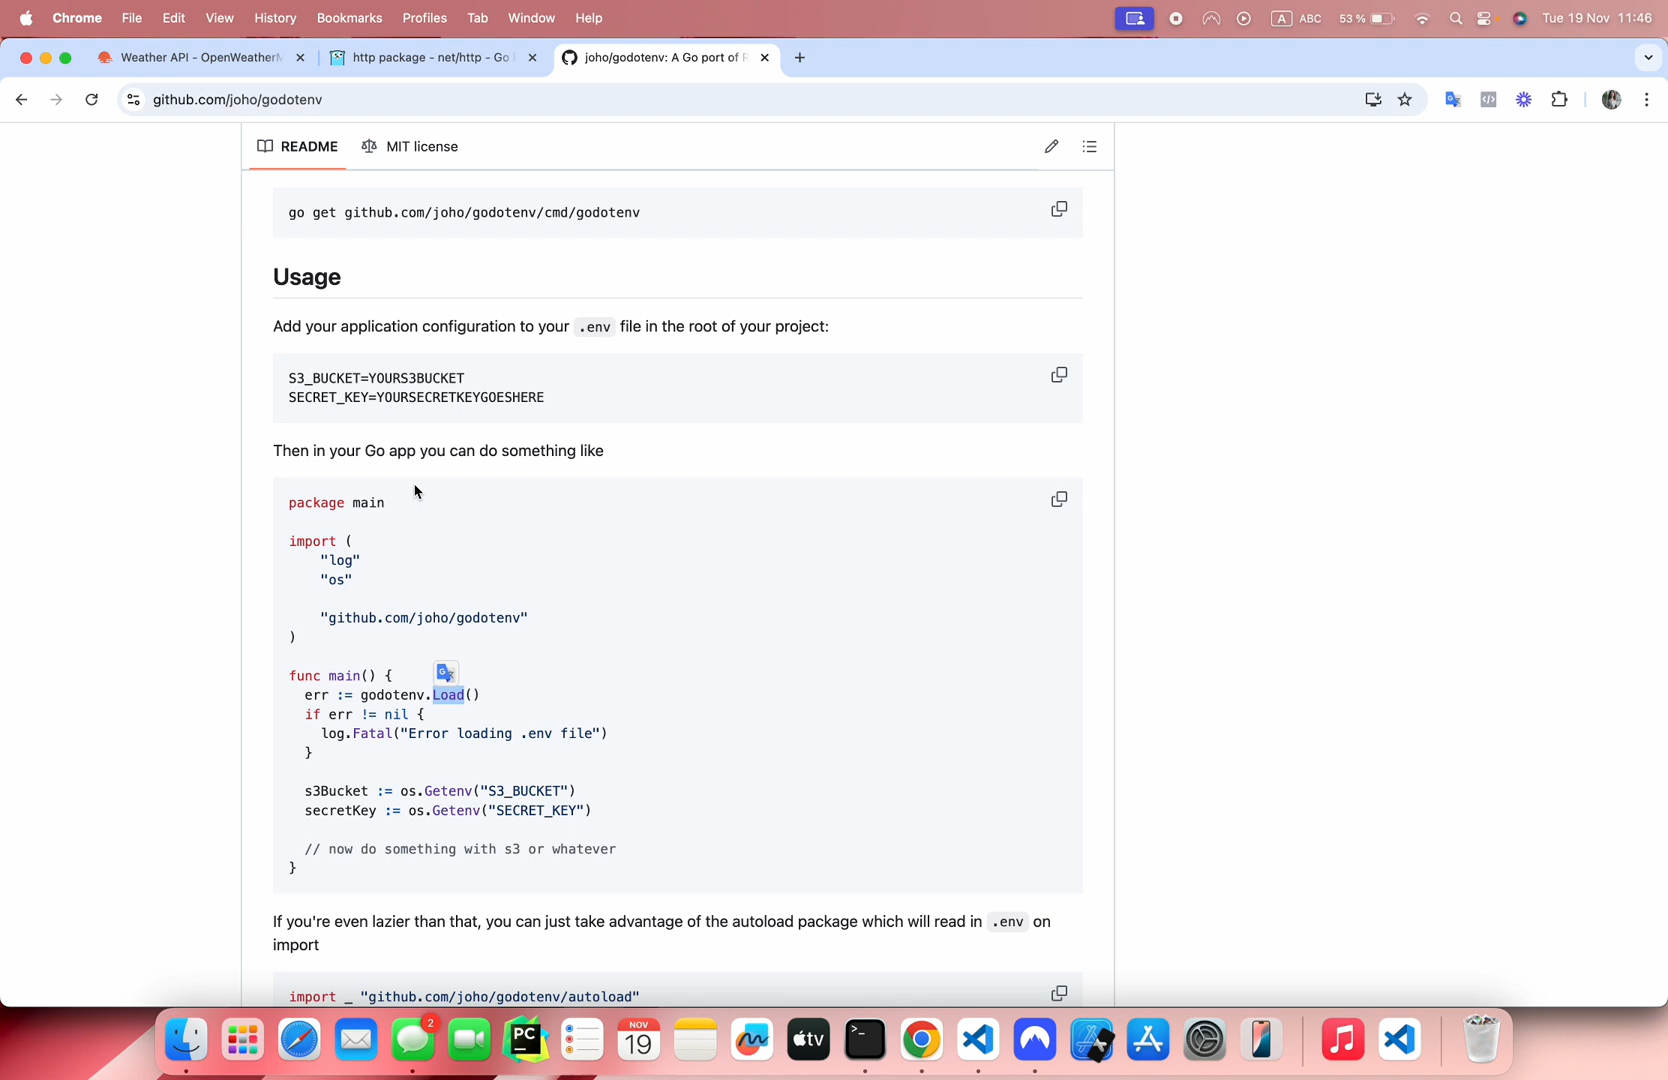 Chrome File Edit View History Bookmarks Profiles Tab Window Help A ABC 53 % Tue 19 Nov 11:46
Weather API - OpenWeatherM http package - net/http - Go joho/godotenv: A Go port of R
github.com/joho/godotenv
README MIT license
go get github.com/joho/godotenv/cmd/godotenv
Usage
Add your application configuration to your .env file in the root of your project:
S3_BUCKET=YOURS3BUCKET
SECRET_KEY=YOURSECRETKEYGOESHERE
Then in your Go app you can do something like
package main
import (
"log"
"os"
"github.com/joho/godotenv"
)
func main() {
err := godotenv.Load()
if err != nil {
log.Fatal("Error loading .env file")
}
s3Bucket := os.Getenv("S3_BUCKET")
secretKey := os.Getenv("SECRET_KEY")
// now do something with s3 or whatever
}
If you're even lazier than that, you can just take advantage of the autoload package which will read in .env on
import
import _ "github.com/joho/godotenv/autoload"
2
PC
NOV
19
tv